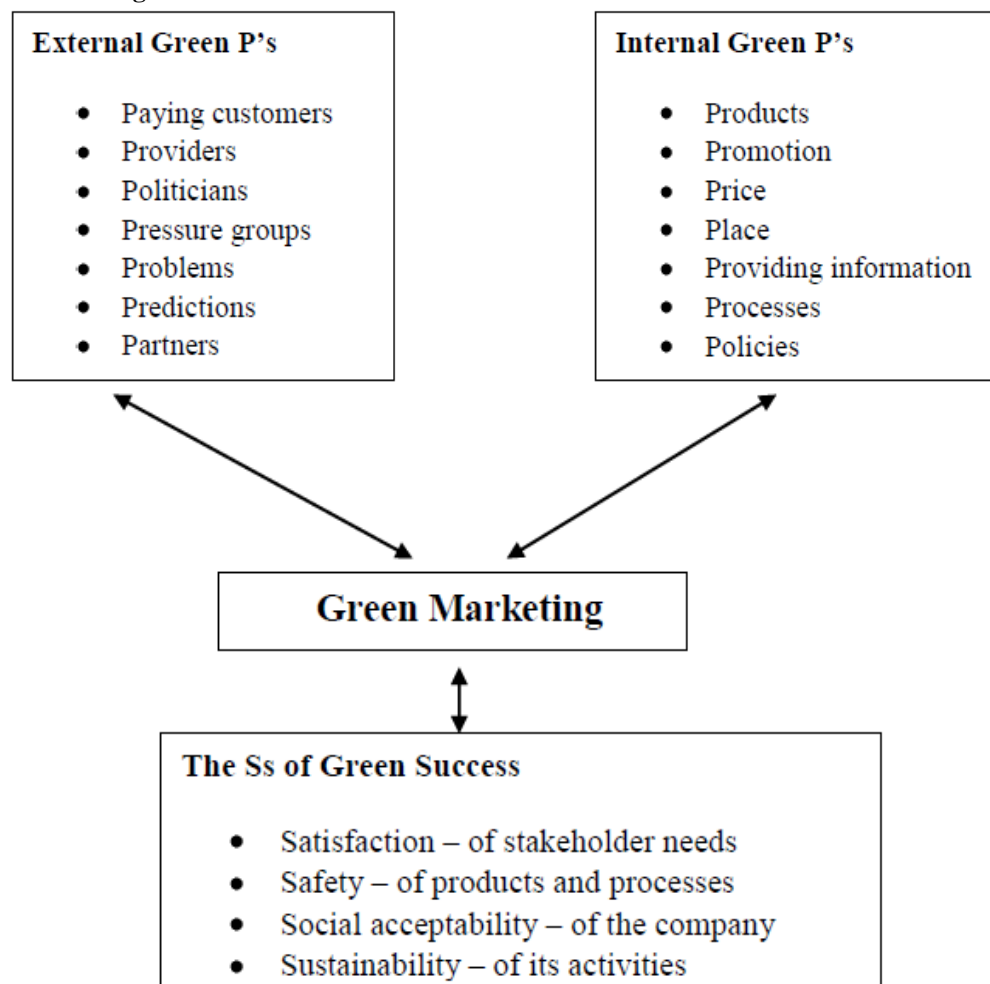 External Green P's
• Paying customers
• Providers
• Politicians
• Pressure groups
• Problems
• Predictions
• Partners
Internal Green P's
• Products
• Promotion
• Price
• Place
• Providing information
• Processes
• Policies
Green Marketing
The Ss of Green Success
• Satisfaction – of stakeholder needs
• Safety – of products and processes
• Social acceptability – of the company
• Sustainability – of its activities